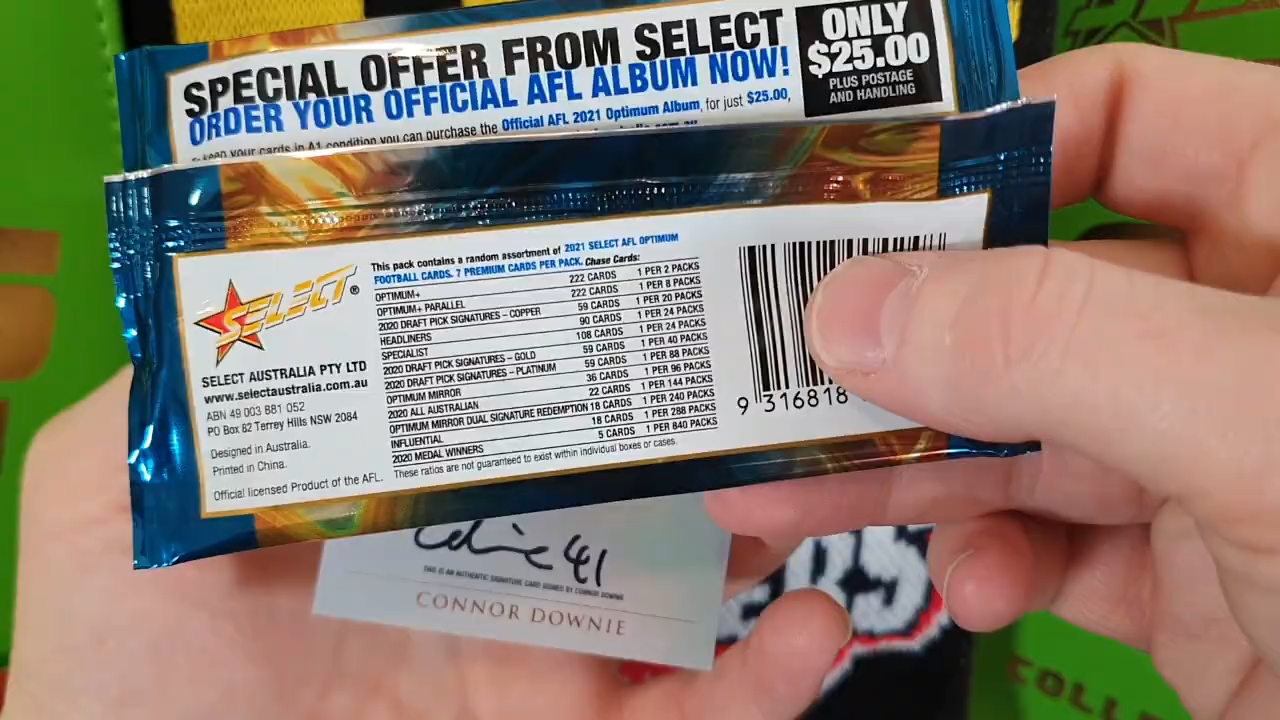 SPECIAL OFFER FROM SELECT
ORDER YOUR OFFICIAL AFL ALBUM NOW!
ONLY
$25.00
PLUS POSTAGE
AND HANDLING
keep your cards in A1 condition you can purchase the Official AFL 2021 Optimum Album, for just $25.00,
SELECT®
SELECT AUSTRALIA PTY LTD
www.selectaustralia.com.au
ABN 49 003 881 052
PO Box 82 Terrey Hills NSW 2084
Designed in Australia.
Printed in China.
Official licensed Product of the AFL.
This pack contains a random assortment of 2021 SELECT AFL OPTIMUM
FOOTBALL CARDS. 7 PREMIUM CARDS PER PACK. Chase Cards:
OPTIMUM+ 222 CARDS 1 PER 2 PACKS
OPTIMUM+ PARALLEL 222 CARDS 1 PER 8 PACKS
2020 DRAFT PICK SIGNATURES – COPPER 59 CARDS 1 PER 20 PACKS
HEADLINERS 90 CARDS 1 PER 24 PACKS
SPECIALIST 108 CARDS 1 PER 24 PACKS
2020 DRAFT PICK SIGNATURES – GOLD 59 CARDS 1 PER 40 PACKS
2020 DRAFT PICK SIGNATURES – PLATINUM 59 CARDS 1 PER 88 PACKS
OPTIMUM MIRROR 36 CARDS 1 PER 96 PACKS
2020 ALL AUSTRALIAN 22 CARDS 1 PER 144 PACKS
OPTIMUM MIRROR DUAL SIGNATURE REDEMPTION 18 CARDS 1 PER 240 PACKS
INFLUENTIAL 18 CARDS 1 PER 288 PACKS
2020 MEDAL WINNERS 5 CARDS 1 PER 840 PACKS
These ratios are not guaranteed to exist within individual boxes or cases.
9 316818
41
THIS IS AN AUTHENTIC SIGNATURE CARD SIGNED BY CONNOR DOWNIE
CONNOR DOWNIE